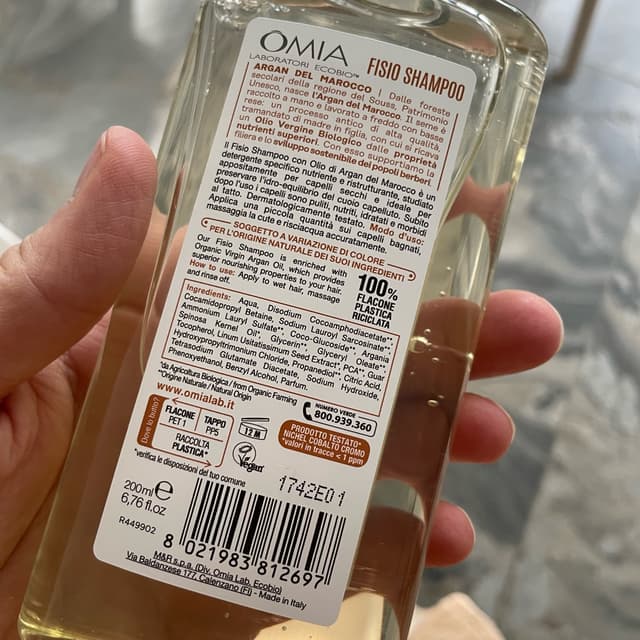 OMIA
LABORATORI ECOBIO™
FISIO SHAMPOO
ARGAN DEL MAROCCO | Dalle foreste
secolari della regione del Souss, Patrimonio
Unesco, nasce l'Argan del Marocco. Il seme è
raccolto a mano e lavorato a freddo, con basse
rese: un processo antico di alta qualità,
tramandato di madre in figlia, con cui si ricava
un Olio Vergine Biologico dalle proprietà
nutrienti superiori. Con esso supportiamo la
filiera e lo sviluppo sostenibile dei popoli berberi.
Il Fisio Shampoo con Olio di Argan del Marocco è un
detergente specifico nutriente e ristrutturante, studiato
appositamente per capelli secchi e ideale per
preservare l'idro-equilibrio del cuoio capelluto. Subito
dopo l'uso i capelli sono puliti, nutriti, idratati e morbidi
al tatto. Dermatologicamente testato. Modo d'uso:
Applica una piccola quantità sui capelli bagnati,
massaggia la cute e risciacqua accuratamente.
SOGGETTO A VARIAZIONE DI COLORE
PER L'ORIGINE NATURALE DEI SUOI INGREDIENTI
Our Fisio Shampoo is enriched with
Organic Virgin Argan Oil, which provides
superior nourishing properties to your hair.
How to use: Apply to wet hair, massage
and rinse off.
100%
FLACONE
PLASTICA
RICICLATA
Ingredients: Aqua, Disodium Cocoamphodiacetate*,
Cocamidopropyl Betaine, Sodium Lauroyl Sarcosinate*,
Ammonium Lauryl Sulfate*, Coco-Glucoside*, Argania
Spinosa Kernel Oil*, Glycerin*, Glyceryl Oleate*,
Tocopherol, Linum Usitatissimum Seed Extract*, PCA*, Guar
Hydroxypropyltrimonium Chloride, Propanediol*, Citric Acid,
Tetrasodium Glutamate Diacetate, Sodium Hydroxide,
Phenoxyethanol, Benzyl Alcohol, Parfum.
*da Agricoltura Biologica / from Organic Farming
*Origine Naturale / Natural Origin
www.omialab.it
NUMERO VERDE
800.939.360
Dove lo butto?
FLACONE
PET 1
TAPPO
PP5
RACCOLTA
PLASTICA*
*verifica le disposizioni del tuo comune
12 M
Vegan
PRODOTTO TESTATO*
NICHEL COBALTO CROMO
valori in tracce < 1 ppm
200ml e
6,76 fl.oz
1742E01
R449902
8 021983 812697
M&R s.p.a. (Div. Omia Lab. Ecobio)
Via Baldanzese 177, Calenzano (FI) - Made in Italy